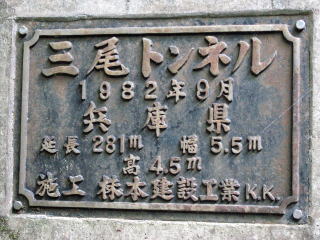 三尾トンネル
1982年9月
兵庫県
延長 281m 幅 5.5m
高 4.5m
施工 栃本建設工業K.K.